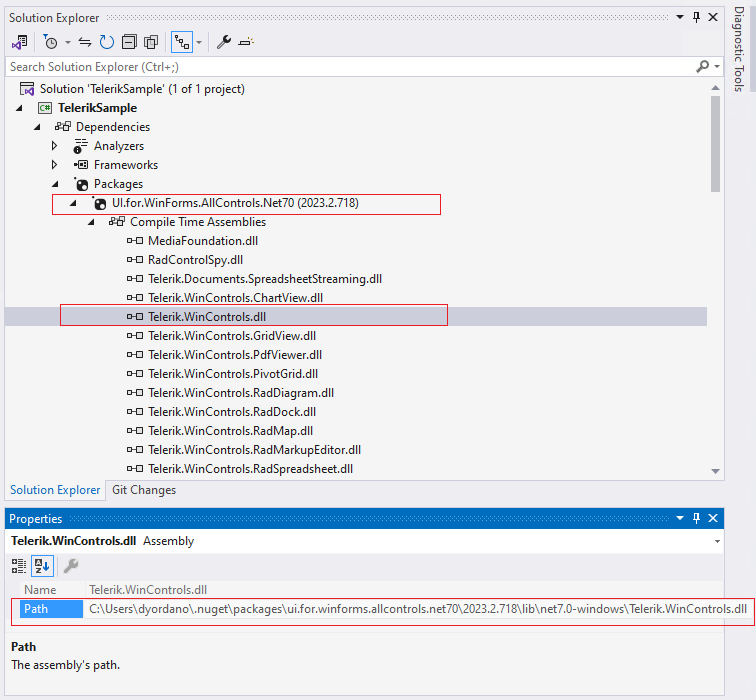 Solution Explorer
Search Solution Explorer (Ctrl+;)
Solution 'TelerikSample' (1 of 1 project)
C# TelerikSample
Dependencies
Analyzers
Frameworks
Packages
UI.for.WinForms.AllControls.Net70 (2023.2.718)
Compile Time Assemblies
MediaFoundation.dll
RadControlSpy.dll
Telerik.Documents.SpreadsheetStreaming.dll
Telerik.WinControls.ChartView.dll
Telerik.WinControls.dll
Telerik.WinControls.GridView.dll
Telerik.WinControls.PdfViewer.dll
Telerik.WinControls.PivotGrid.dll
Telerik.WinControls.RadDiagram.dll
Telerik.WinControls.RadDock.dll
Telerik.WinControls.RadMap.dll
Telerik.WinControls.RadMarkupEditor.dll
Telerik.WinControls.RadSpreadsheet.dll
Solution Explorer Git Changes
Diagnostic Tools
Properties
Telerik.WinControls.dll Assembly
Name Telerik.WinControls.dll
Path C:\Users\dyordano\.nuget\packages\ui.for.winforms.allcontrols.net70\2023.2.718\lib\net7.0-windows\Telerik.WinControls.dll
Path
The assembly's path.